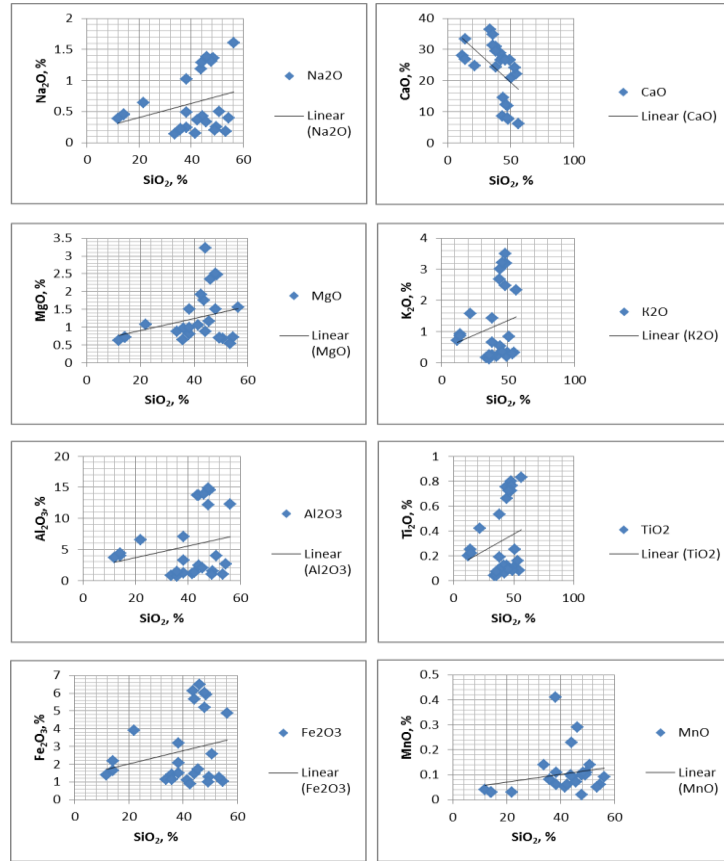 2
1.5
1
0.5
0
0 20 40 60
Na₂O, %
SiO₂, %
Na2O
Linear
(Na2O)
40
30
20
10
0
0 50 100
CaO, %
SiO₂, %
CaO
Linear (CaO)
3.5
3
2.5
2
1.5
1
0.5
0
0 20 40 60
MgO, %
SiO₂, %
MgO
Linear
(MgO)
4
3
2
1
0
0 50 100
K₂O, %
SiO₂, %
K2O
Linear (K2O)
20
15
10
5
0
0 20 40 60
Al₂O₃, %
SiO₂, %
Al2O3
Linear
(Al2O3)
1
0.8
0.6
0.4
0.2
0
0 50 100
Ti₂O, %
SiO₂, %
TiO2
Linear (TiO2)
7
6
5
4
3
2
1
0
0 20 40 60
Fe₂O₃, %
SiO₂, %
Fe2O3
Linear
(Fe2O3)
0.5
0.4
0.3
0.2
0.1
0
0 20 40 60
MnO, %
SiO₂, %
MnO
Linear
(MnO)